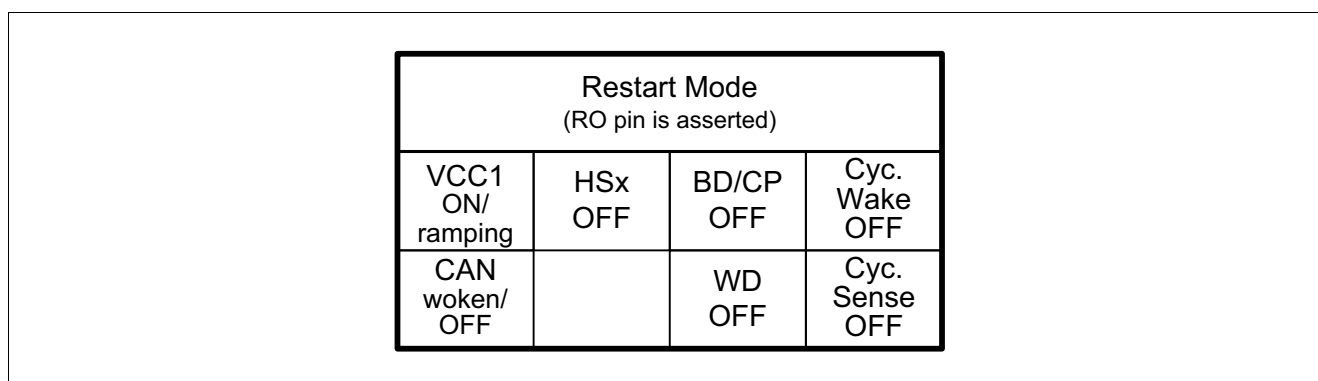 Restart Mode
(RO pin is asserted)
VCC1
ON/
ramping
HSx
OFF
BD/CP
OFF
Cyc.
Wake
OFF
CAN
woken/
OFF
WD
OFF
Cyc.
Sense
OFF